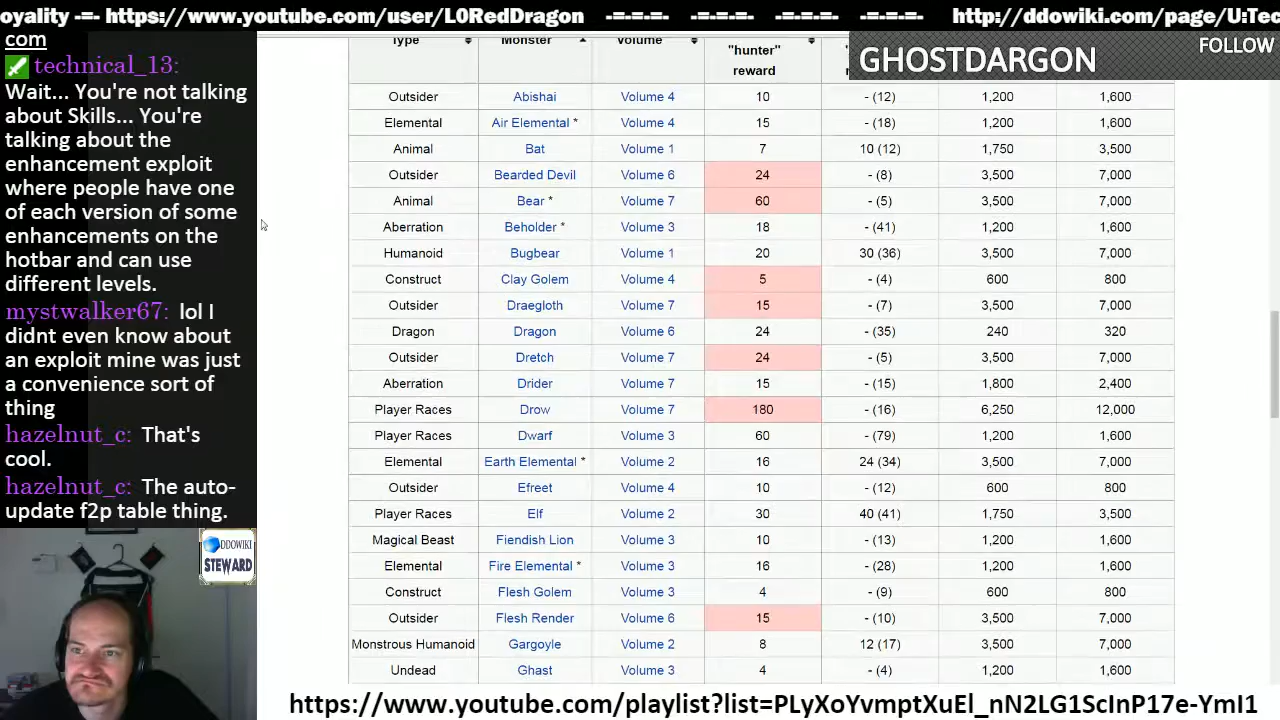 oyality -=- https://www.youtube.com/user/L0RedDragon -=-=-=- -=-=-=- -=-=-=- -=-=-=- http://ddowiki.com/page/U:Tec
com
technical_13:
Wait... You're not talking
about Skills... You're
talking about the
enhancement exploit
where people have one
of each version of some
enhancements on the
hotbar and can use
different levels.
mystwalker67: lol I
didnt even know about
an exploit mine was just
a convenience sort of
thing
hazelnut_c: That's
cool.
hazelnut_c: The auto-
update f2p table thing.
DDOWIKI
STEWARD
GHOSTDARGON FOLLOW
Type Monster Volume "hunter"
reward
Outsider Abishai Volume 4 10 - (12) 1,200 1,600
Elemental Air Elemental * Volume 4 15 - (18) 1,200 1,600
Animal Bat Volume 1 7 10 (12) 1,750 3,500
Outsider Bearded Devil Volume 6 24 - (8) 3,500 7,000
Animal Bear * Volume 7 60 - (5) 3,500 7,000
Aberration Beholder * Volume 3 18 - (41) 1,200 1,600
Humanoid Bugbear Volume 1 20 30 (36) 3,500 7,000
Construct Clay Golem Volume 4 5 - (4) 600 800
Outsider Draegloth Volume 7 15 - (7) 3,500 7,000
Dragon Dragon Volume 6 24 - (35) 240 320
Outsider Dretch Volume 7 24 - (5) 3,500 7,000
Aberration Drider Volume 7 15 - (15) 1,800 2,400
Player Races Drow Volume 7 180 - (16) 6,250 12,000
Player Races Dwarf Volume 3 60 - (79) 1,200 1,600
Elemental Earth Elemental * Volume 2 16 24 (34) 3,500 7,000
Outsider Efreet Volume 4 10 - (12) 600 800
Player Races Elf Volume 2 30 40 (41) 1,750 3,500
Magical Beast Fiendish Lion Volume 3 10 - (13) 1,200 1,600
Elemental Fire Elemental * Volume 3 16 - (28) 1,200 1,600
Construct Flesh Golem Volume 3 4 - (9) 600 800
Outsider Flesh Render Volume 6 15 - (10) 3,500 7,000
Monstrous Humanoid Gargoyle Volume 2 8 12 (17) 3,500 7,000
Undead Ghast Volume 3 4 - (4) 1,200 1,600
https://www.youtube.com/playlist?list=PLyXoYvmptXuEl_nN2LG1ScInP17e-YmI1